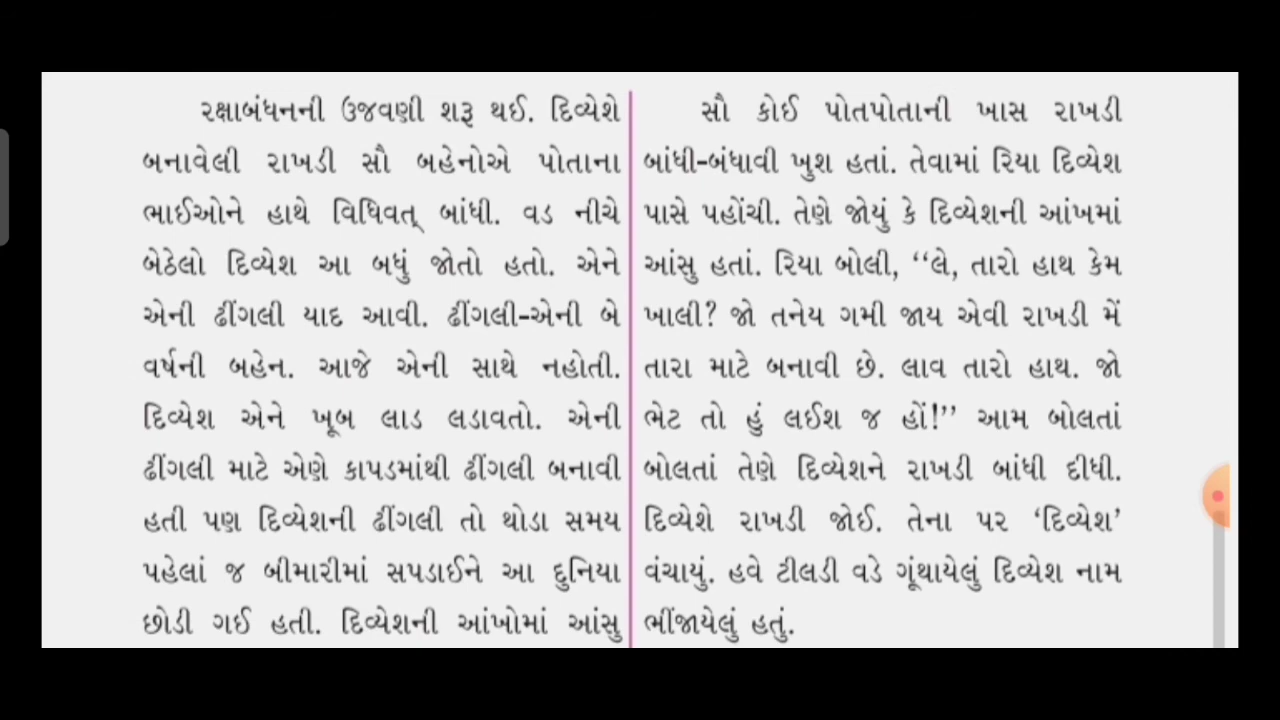 રક્ષાબંધનની ઉજવણી શરૂ થઈ. દિવ્યેશે
બનાવેલી રાખડી સૌ બહેનોએ પોતાના
ભાઈઓને હાથે વિધિવત્ બાંધી. વડ નીચે
બેઠેલો દિવ્યેશ આ બધું જોતો હતો. એને
એની ઢીંગલી યાદ આવી. ઢીંગલી-એની બે
વર્ષની બહેન. આજે એની સાથે નહોતી.
દિવ્યેશ એને ખૂબ લાડ લડાવતો. એની
ઢીંગલી માટે એણે કાપડમાંથી ઢીંગલી બનાવી
હતી પણ દિવ્યેશની ઢીંગલી તો થોડા સમય
પહેલાં જ બીમારીમાં સપડાઈને આ દુનિયા
છોડી ગઈ હતી. દિવ્યેશની આંખોમાં આંસુ
સૌ કોઈ પોતપોતાની ખાસ રાખડી
બાંધી-બંધાવી ખુશ હતાં. તેવામાં રિયા દિવ્યેશ
પાસે પહોંચી. તેણે જોયું કે દિવ્યેશની આંખમાં
આંસુ હતાં. રિયા બોલી, “લે, તારો હાથ કેમ
ખાલી? જો તનેય ગમી જાય એવી રાખડી મેં
તારા માટે બનાવી છે. લાવ તારો હાથ. જો
ભેટ તો હું લઈશ જ હોં!” આમ બોલતાં
બોલતાં તેણે દિવ્યેશને રાખડી બાંધી દીધી.
દિવ્યેશે રાખડી જોઈ. તેના પર ‘દિવ્યેશ’
વંચાયું. હવે ટીલડી વડે ગૂંથાયેલું દિવ્યેશ નામ
ભીંજાયેલું હતું.